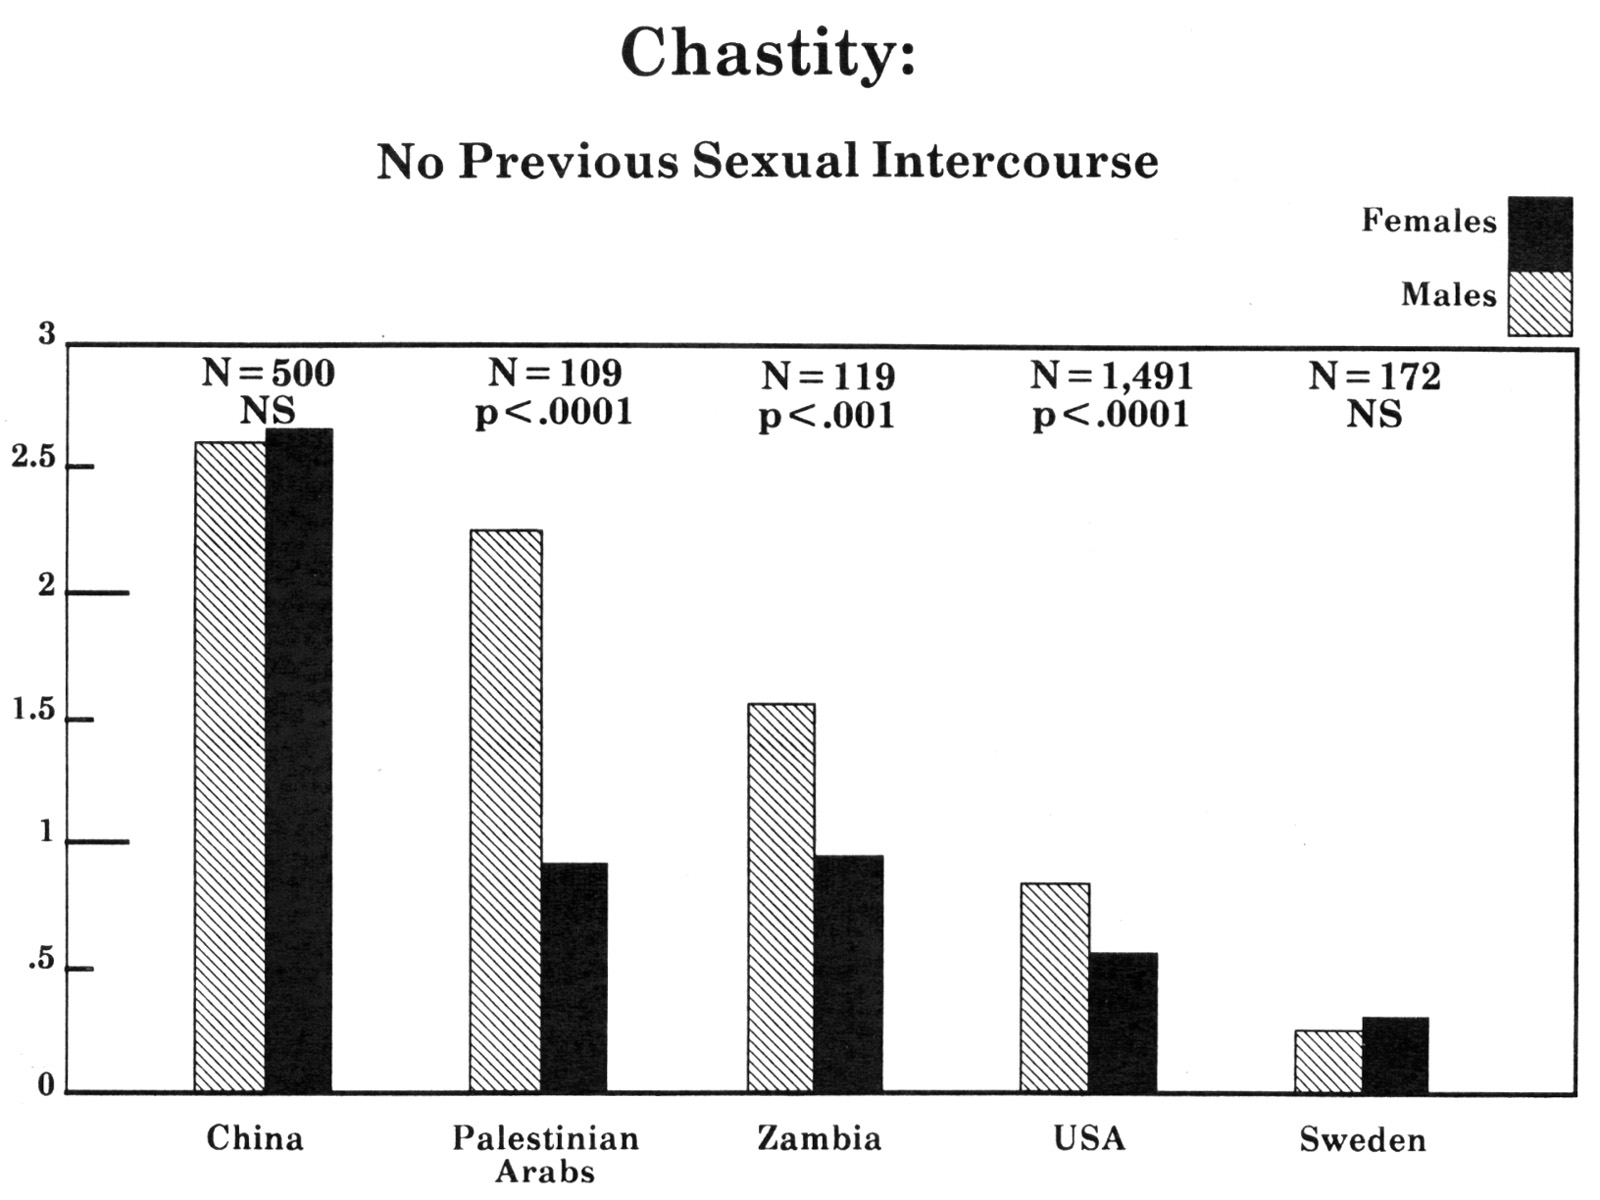 Chastity:
No Previous Sexual Intercourse
Females
Males
3
2.5
2
1.5
1
.5
0
N=500
NS
N=109
p<.0001
N=119
p<.001
N=1,491
p<.0001
N=172
NS
China
Palestinian
Arabs
Zambia
USA
Sweden